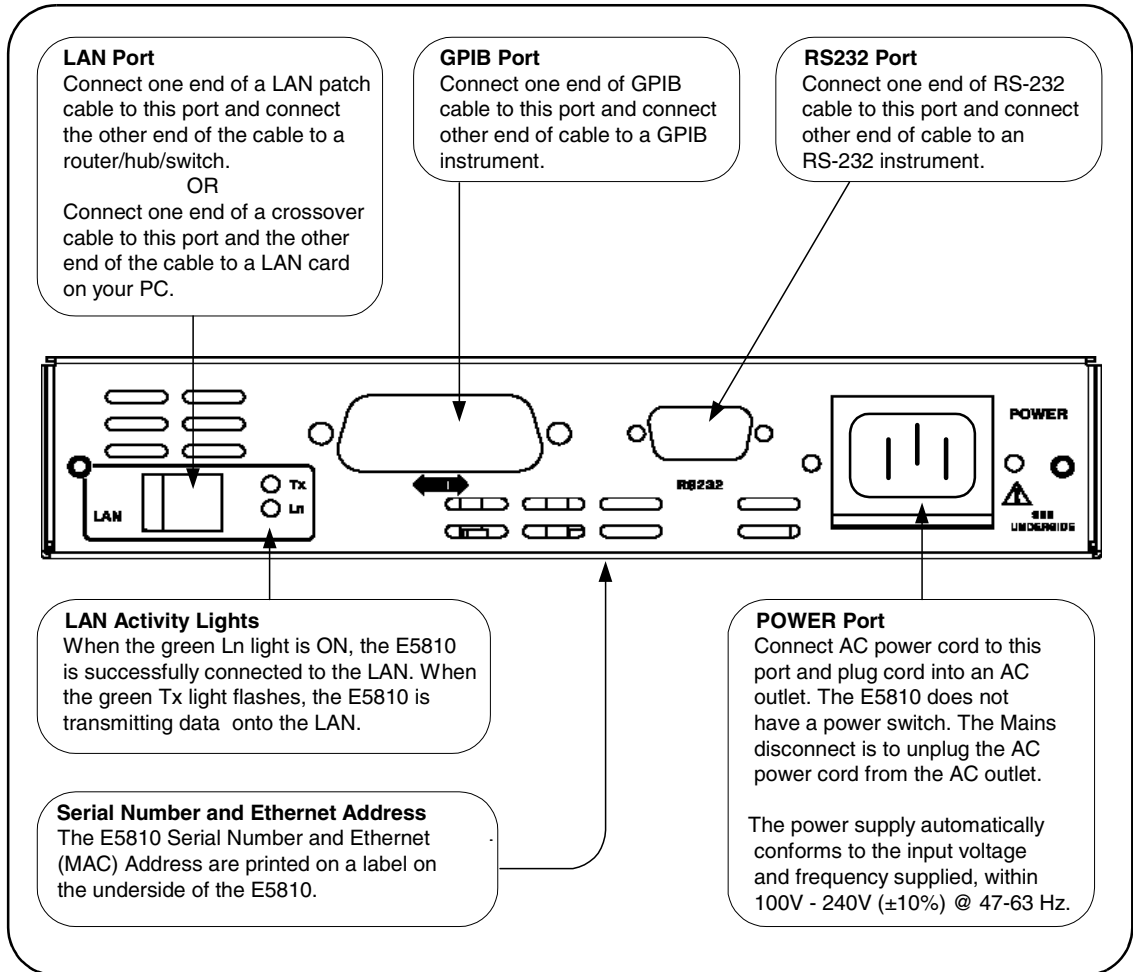 LAN Port
Connect one end of a LAN patch
cable to this port and connect
the other end of the cable to a
router/hub/switch.
OR
Connect one end of a crossover
cable to this port and the other
end of the cable to a LAN card
on your PC.
GPIB Port
Connect one end of GPIB
cable to this port and connect
other end of cable to a GPIB
instrument.
RS232 Port
Connect one end of RS-232
cable to this port and connect
other end of cable to an
RS-232 instrument.
POWER
Tx
Ln
LAN
RS232
SEE
UNDERSIDE
LAN Activity Lights
When the green Ln light is ON, the E5810
is successfully connected to the LAN. When
the green Tx light flashes, the E5810 is
transmitting data onto the LAN.
Serial Number and Ethernet Address
The E5810 Serial Number and Ethernet
(MAC) Address are printed on a label on
the underside of the E5810.
POWER Port
Connect AC power cord to this
port and plug cord into an AC
outlet. The E5810 does not
have a power switch. The Mains
disconnect is to unplug the AC
power cord from the AC outlet.
The power supply automatically
conforms to the input voltage
and frequency supplied, within
100V - 240V (±10%) @ 47-63 Hz.